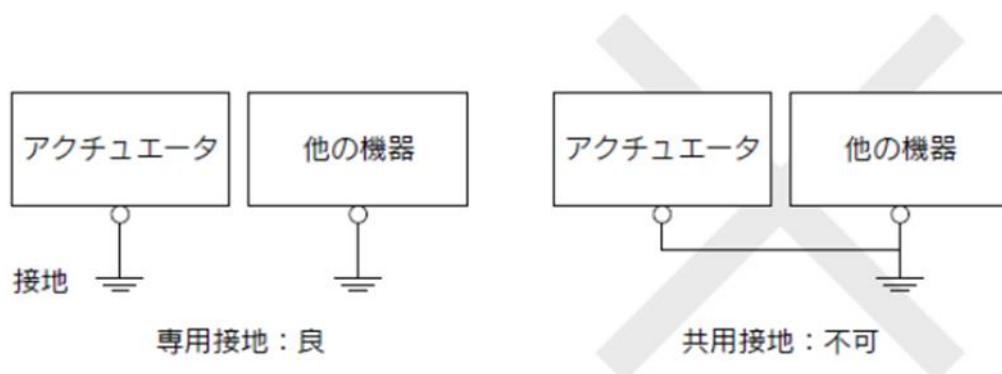 アクチュエータ 他の機器
接地
専用接地：良
アクチュエータ 他の機器
共用接地：不可